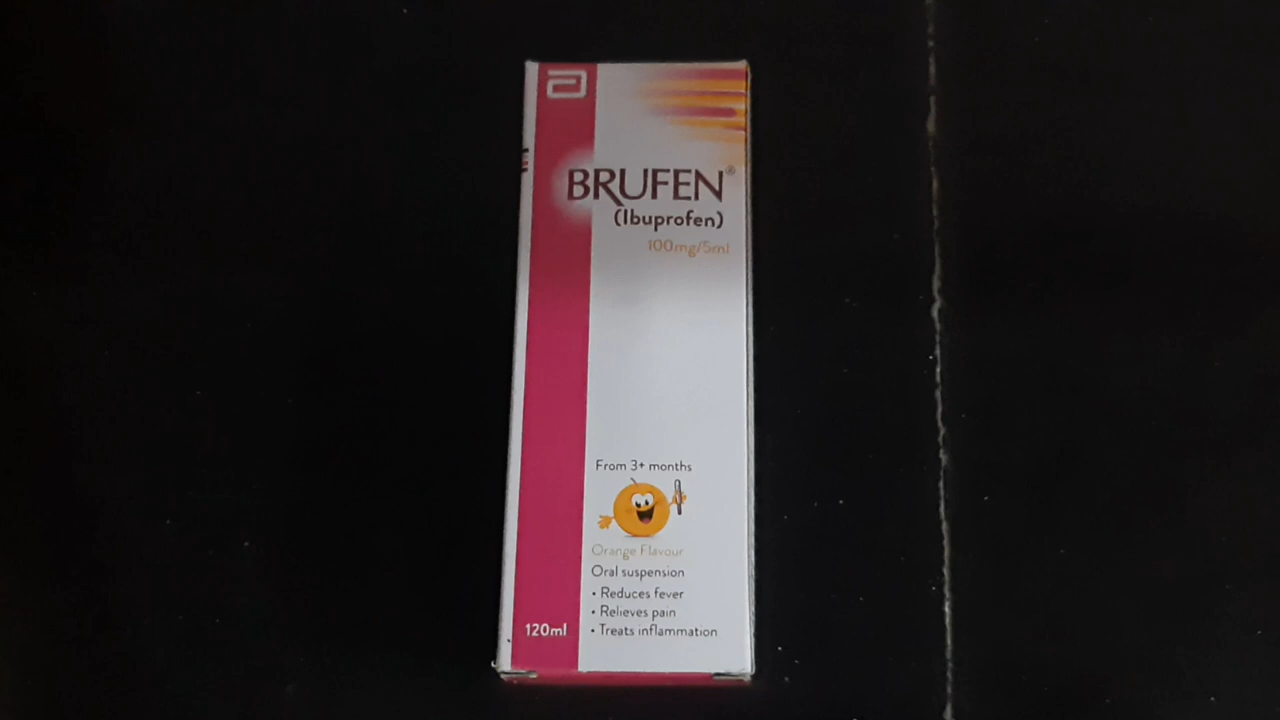 BRUFEN®
(Ibuprofen)
100mg/5ml
From 3+ months
Orange Flavour
Oral suspension
• Reduces fever
• Relieves pain
• Treats inflammation
120ml